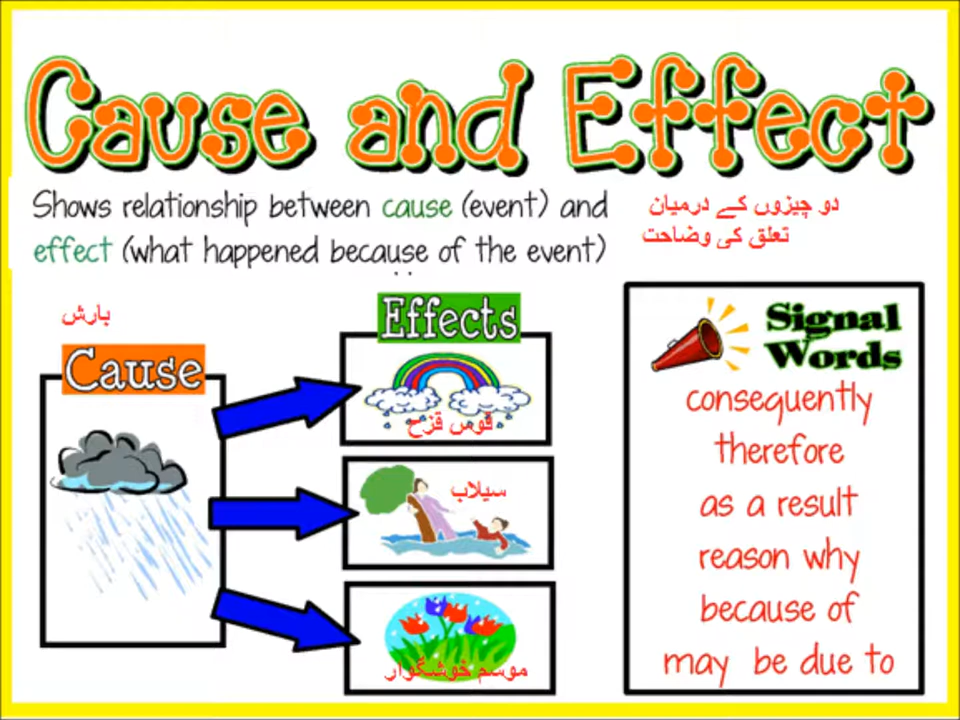 Cause and Effect
Shows relationship between cause (event) and
effect (what happened because of the event)
دو چیزوں کے درمیان
تعلق کی وضاحت
بارش
Cause
Effects
قوس قزح
سیلاب
موسم خوشگوار
Signal
Words
consequently
therefore
as a result
reason why
because of
may be due to